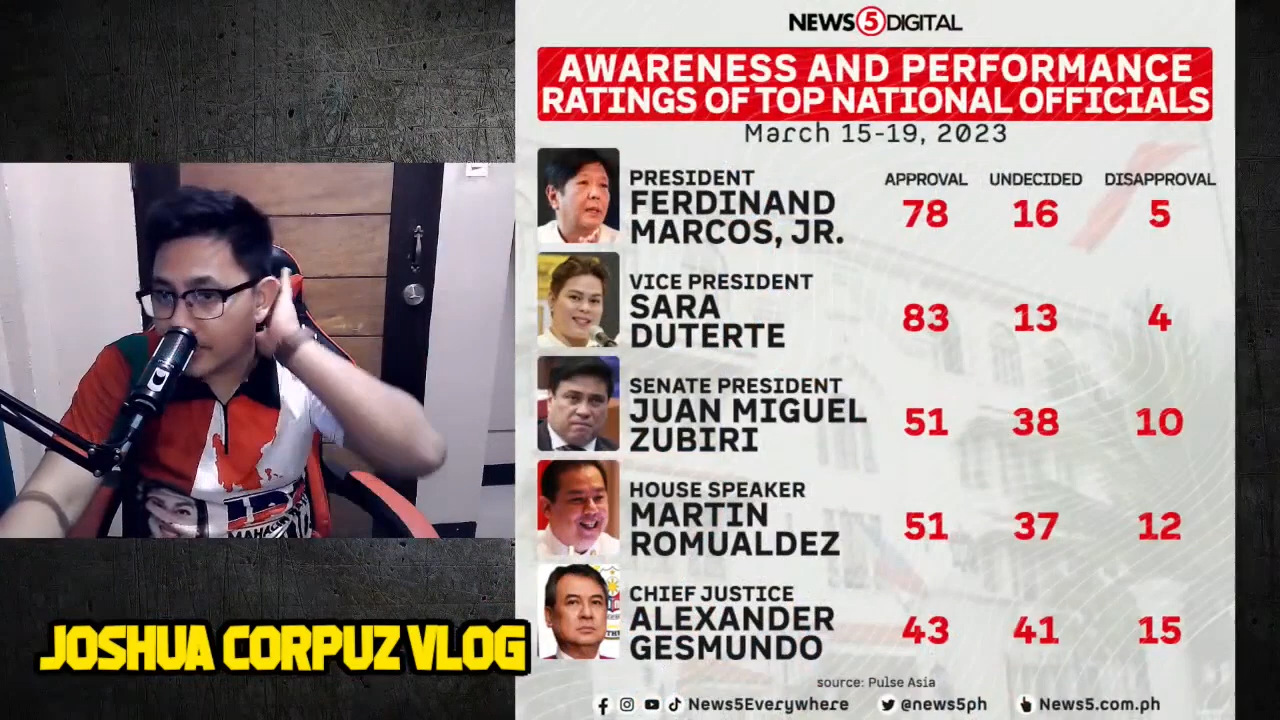 NEWS5DIGITAL
AWARENESS AND PERFORMANCE
RATINGS OF TOP NATIONAL OFFICIALS
March 15-19, 2023
APPROVAL UNDECIDED DISAPPROVAL
PRESIDENT
FERDINAND
MARCOS, JR.
78 16 5
VICE PRESIDENT
SARA
DUTERTE
83 13 4
SENATE PRESIDENT
JUAN MIGUEL
ZUBIRI
51 38 10
HOUSE SPEAKER
MARTIN
ROMUALDEZ
51 37 12
CHIEF JUSTICE
ALEXANDER
GESMUNDO
43 41 15
source: Pulse Asia
News5Everywhere @news5ph News5.com.ph
JOSHUA CORPUZ VLOG